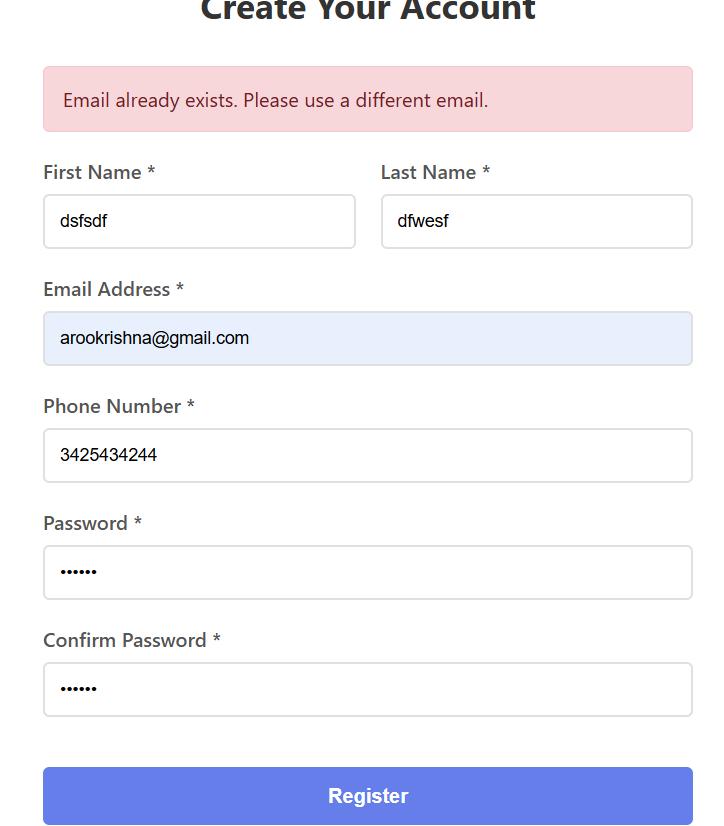 Create Your Account
Email already exists. Please use a different email.
First Name * Last Name *
dsfsdf dfwesf
Email Address *
arookrishna@gmail.com
Phone Number *
3425434244
Password *
••••••
Confirm Password *
••••••
Register